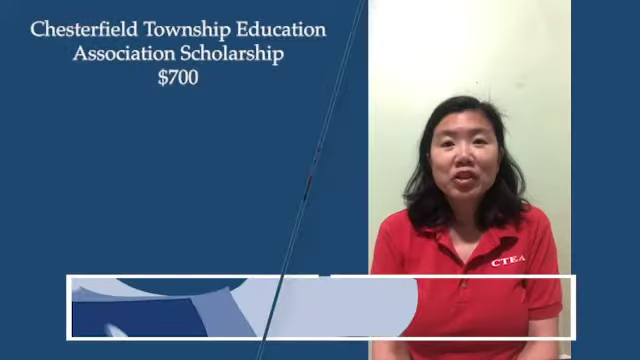 Chesterfield Township Education
Association Scholarship
$700
CTEA